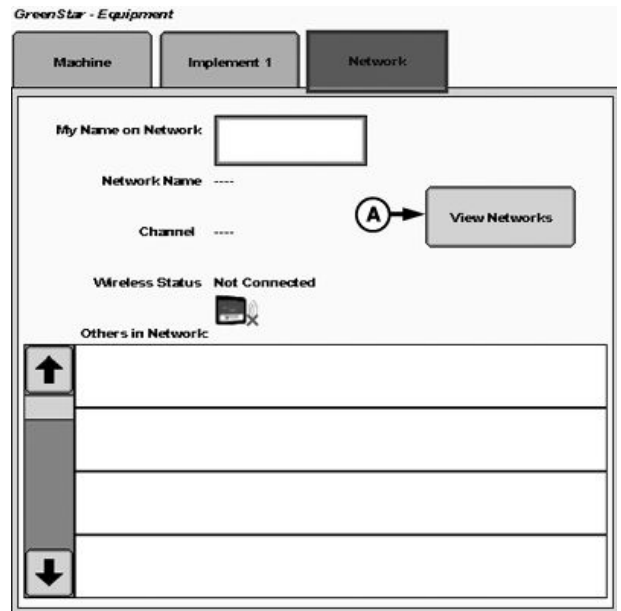 GreenStar - Equipment
Machine
Implement 1
Network
My Name on Network
Network Name ----
A
View Networks
Channel ----
Wireless Status Not Connected
Others in Network: